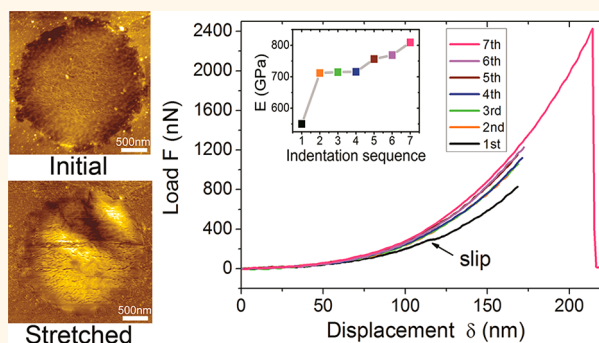 500nm
Initial
500nm
Stretched
Load F (nN)
2400
2000
1600
1200
800
400
0
0
50
100
150
200
Displacement δ (nm)
slip
E (GPa)
800
700
600
1 2 3 4 5 6 7
Indentation sequence
7th
6th
5th
4th
3rd
2nd
1st